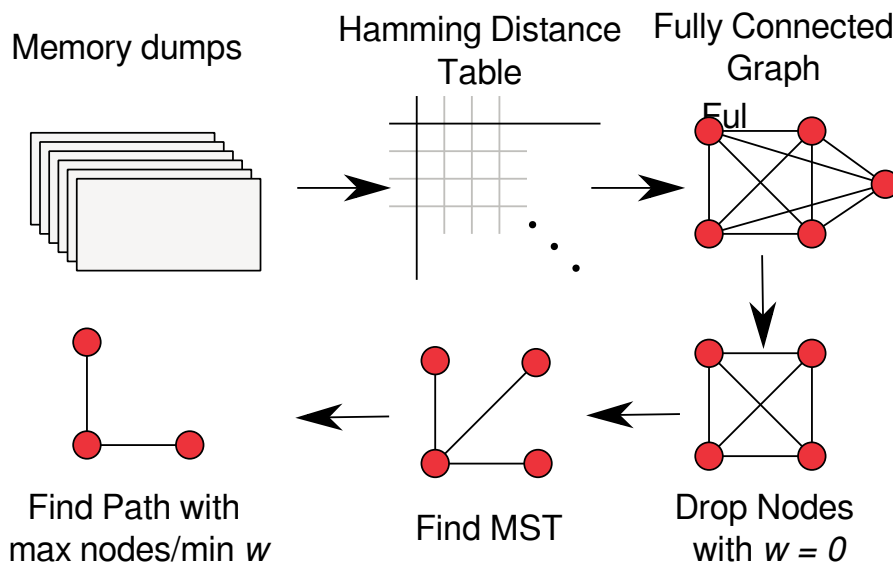 Memory dumps
Hamming Distance
Table
Fully Connected
Graph
Ful
Find Path with
max nodes/min w
Find MST
Drop Nodes
with w = 0